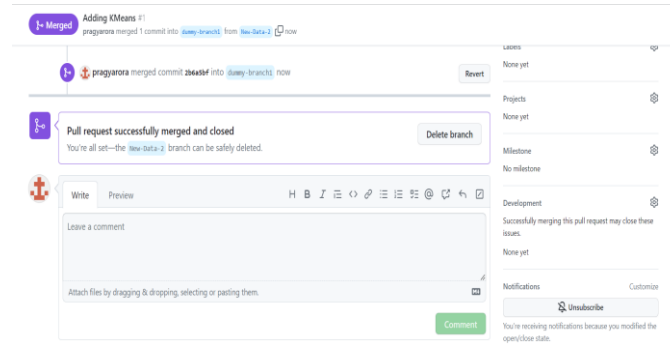 Merged
Adding KMeans #1
pragyarora merged 1 commit into dummy-branch1 from New-Data-2 now
pragyarora merged commit 2b6a5bf into dummy-branch1 now
Revert
Pull request successfully merged and closed
You're all set—the New-Data-2 branch can be safely deleted.
Delete branch
Write Preview
Leave a comment
Attach files by dragging & dropping, selecting or pasting them.
Comment
Labels
None yet
Projects
None yet
Milestone
No milestone
Development
Successfully merging this pull request may close these
issues.
None yet
Notifications Customize
Unsubscribe
You're receiving notifications because you modified the
open/close state.